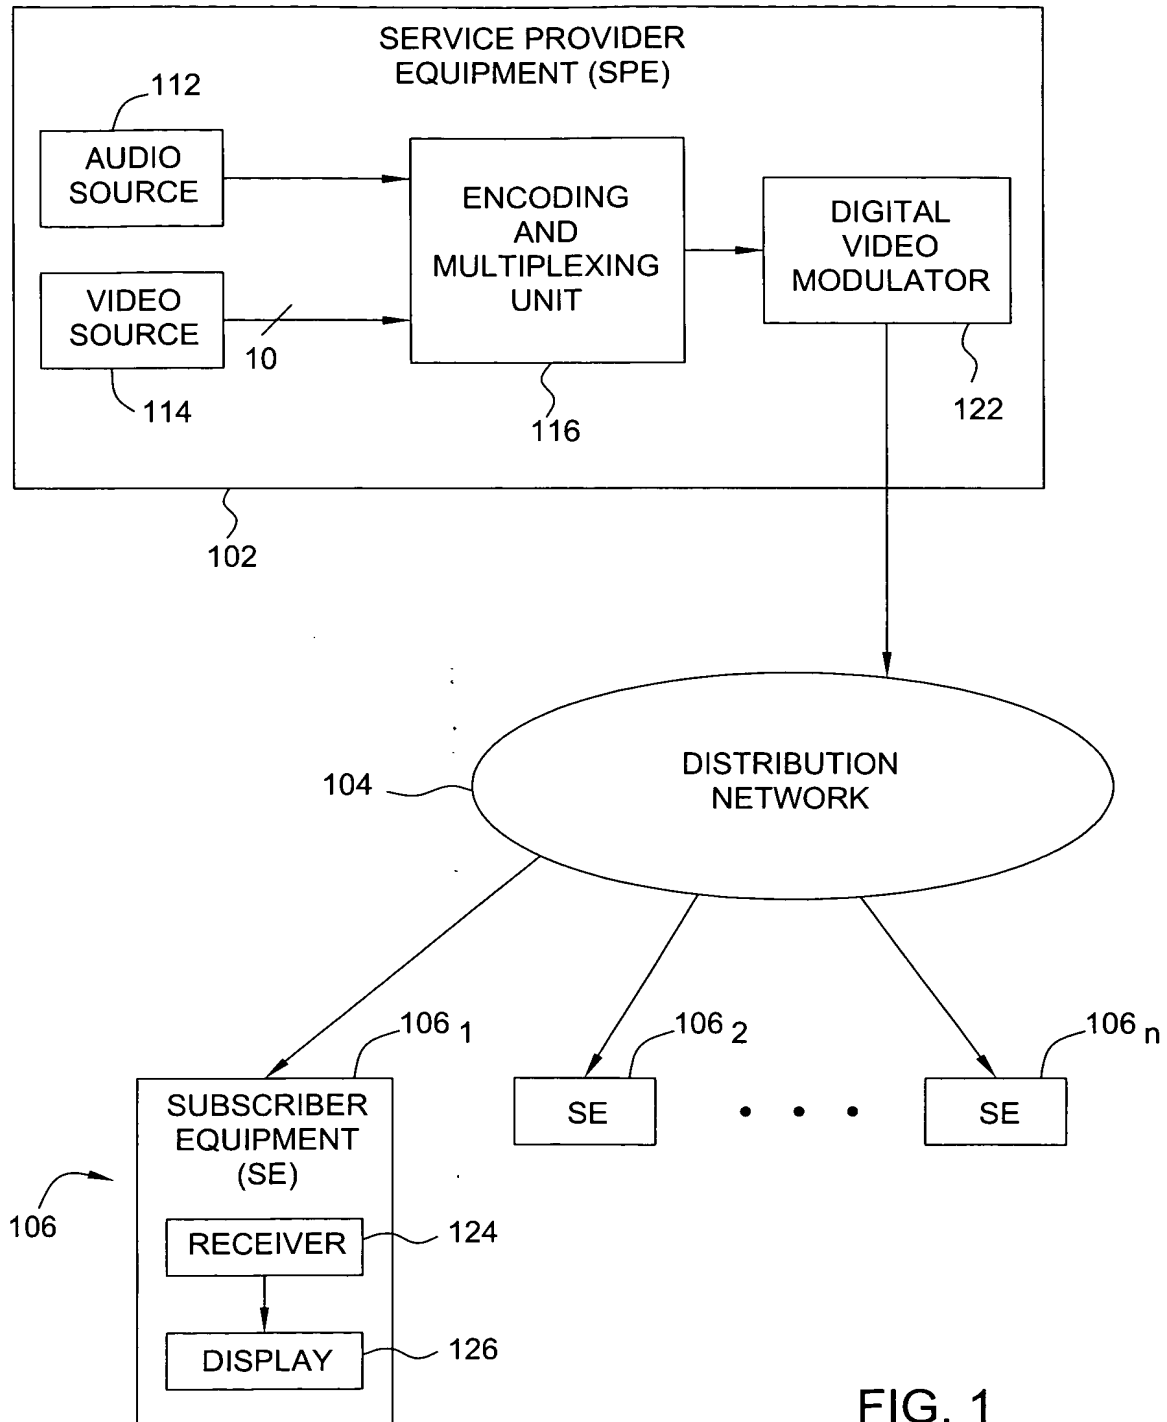 SERVICE PROVIDER
EQUIPMENT (SPE)
112
AUDIO
SOURCE
ENCODING
AND
MULTIPLEXING
UNIT
DIGITAL
VIDEO
MODULATOR
VIDEO
SOURCE
10
114
116
122
102
104
DISTRIBUTION
NETWORK
106 1
106 2
106 n
SUBSCRIBER
EQUIPMENT
(SE)
SE
SE
106
RECEIVER
124
DISPLAY
126
FIG. 1